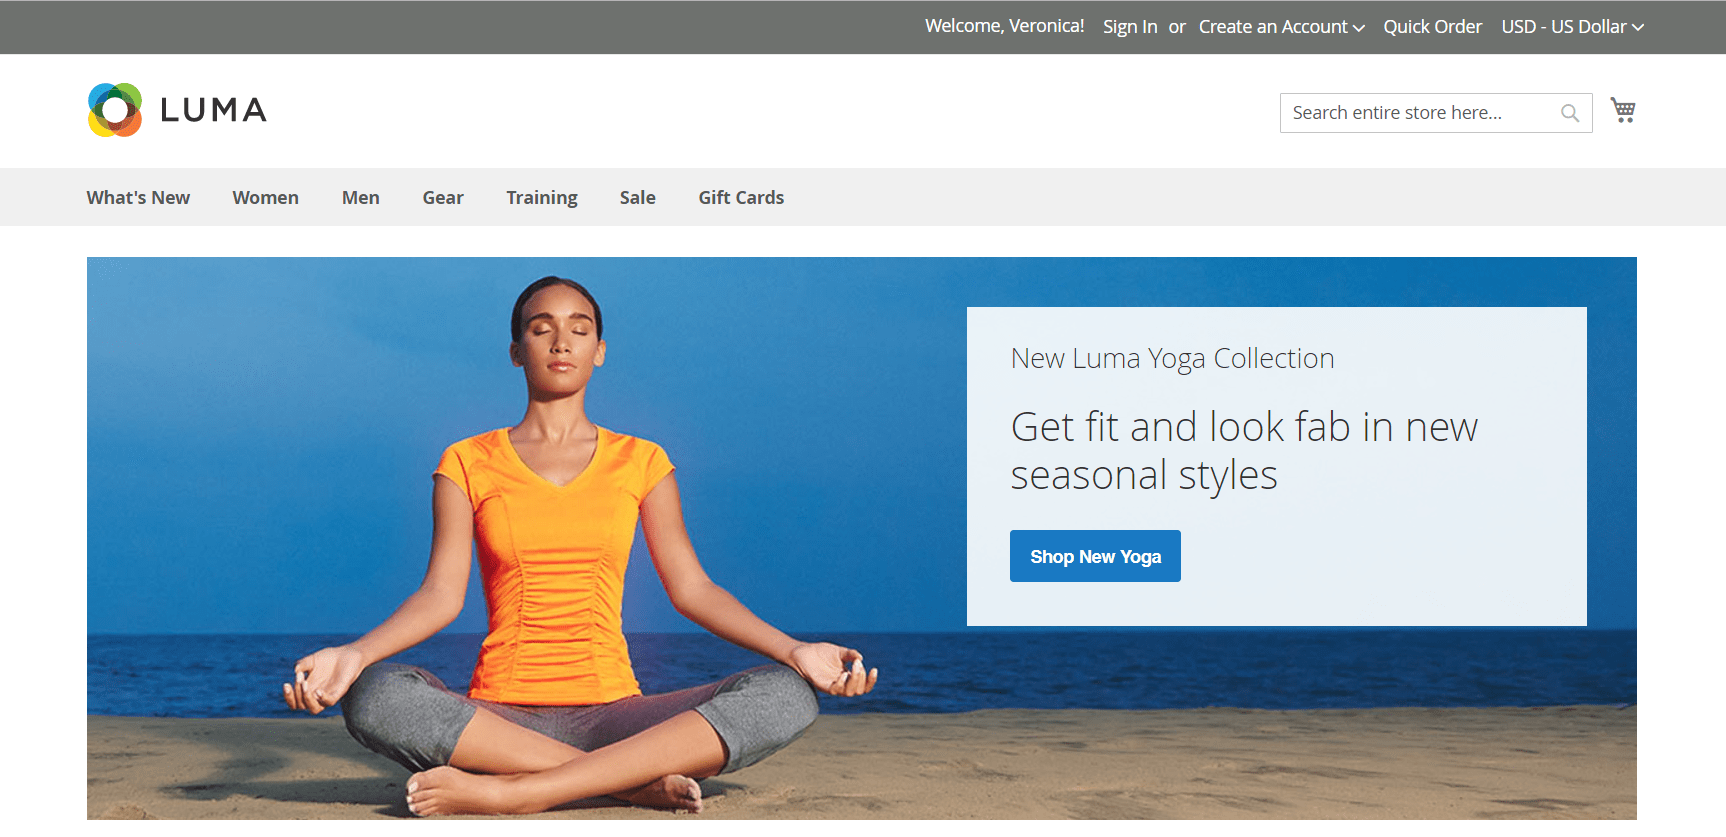 Welcome, Veronica! Sign In or Create an Account Quick Order USD - US Dollar
LUMA
Search entire store here...
What's New Women Men Gear Training Sale Gift Cards
New Luma Yoga Collection
Get fit and look fab in new
seasonal styles
Shop New Yoga